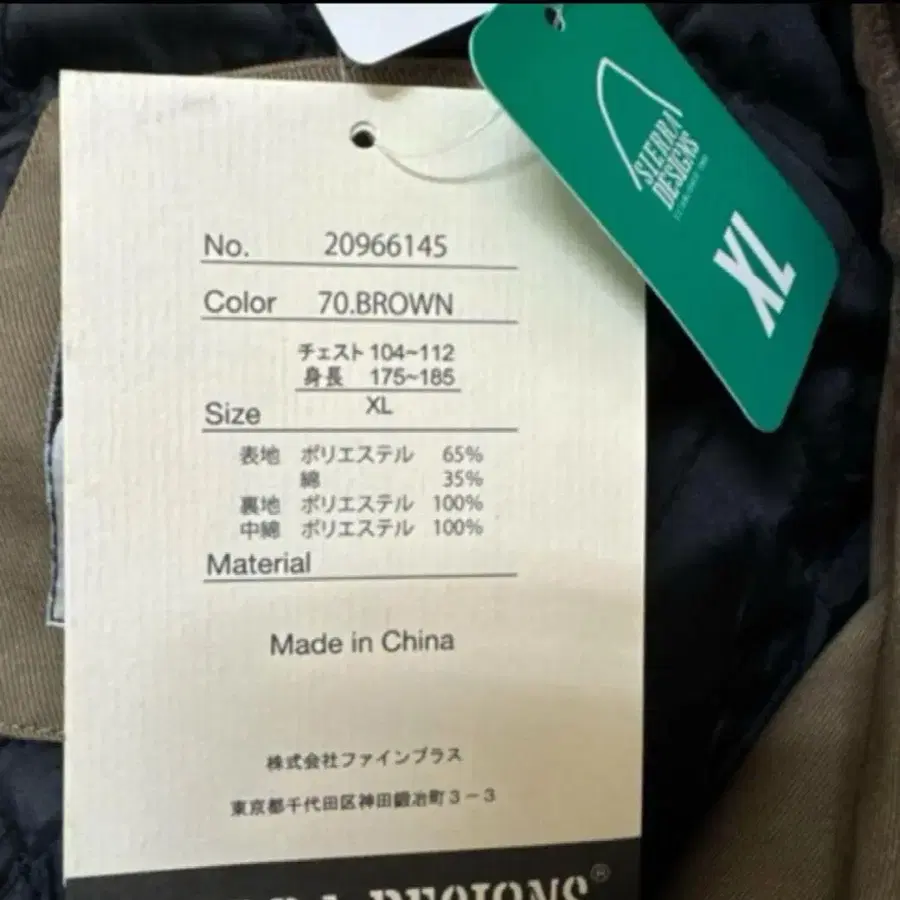 SIERRA
DESIGNS
XL
No. 20966145
Color 70.BROWN
チェスト 104~112
身長 175~185
XL
Size
表地 ポリエステル 65%
綿 35%
裏地 ポリエステル 100%
中綿 ポリエステル 100%
Material
Made in China
株式会社ファインプラス
東京都千代田区神田鍛冶町3-3
DESIGNS®